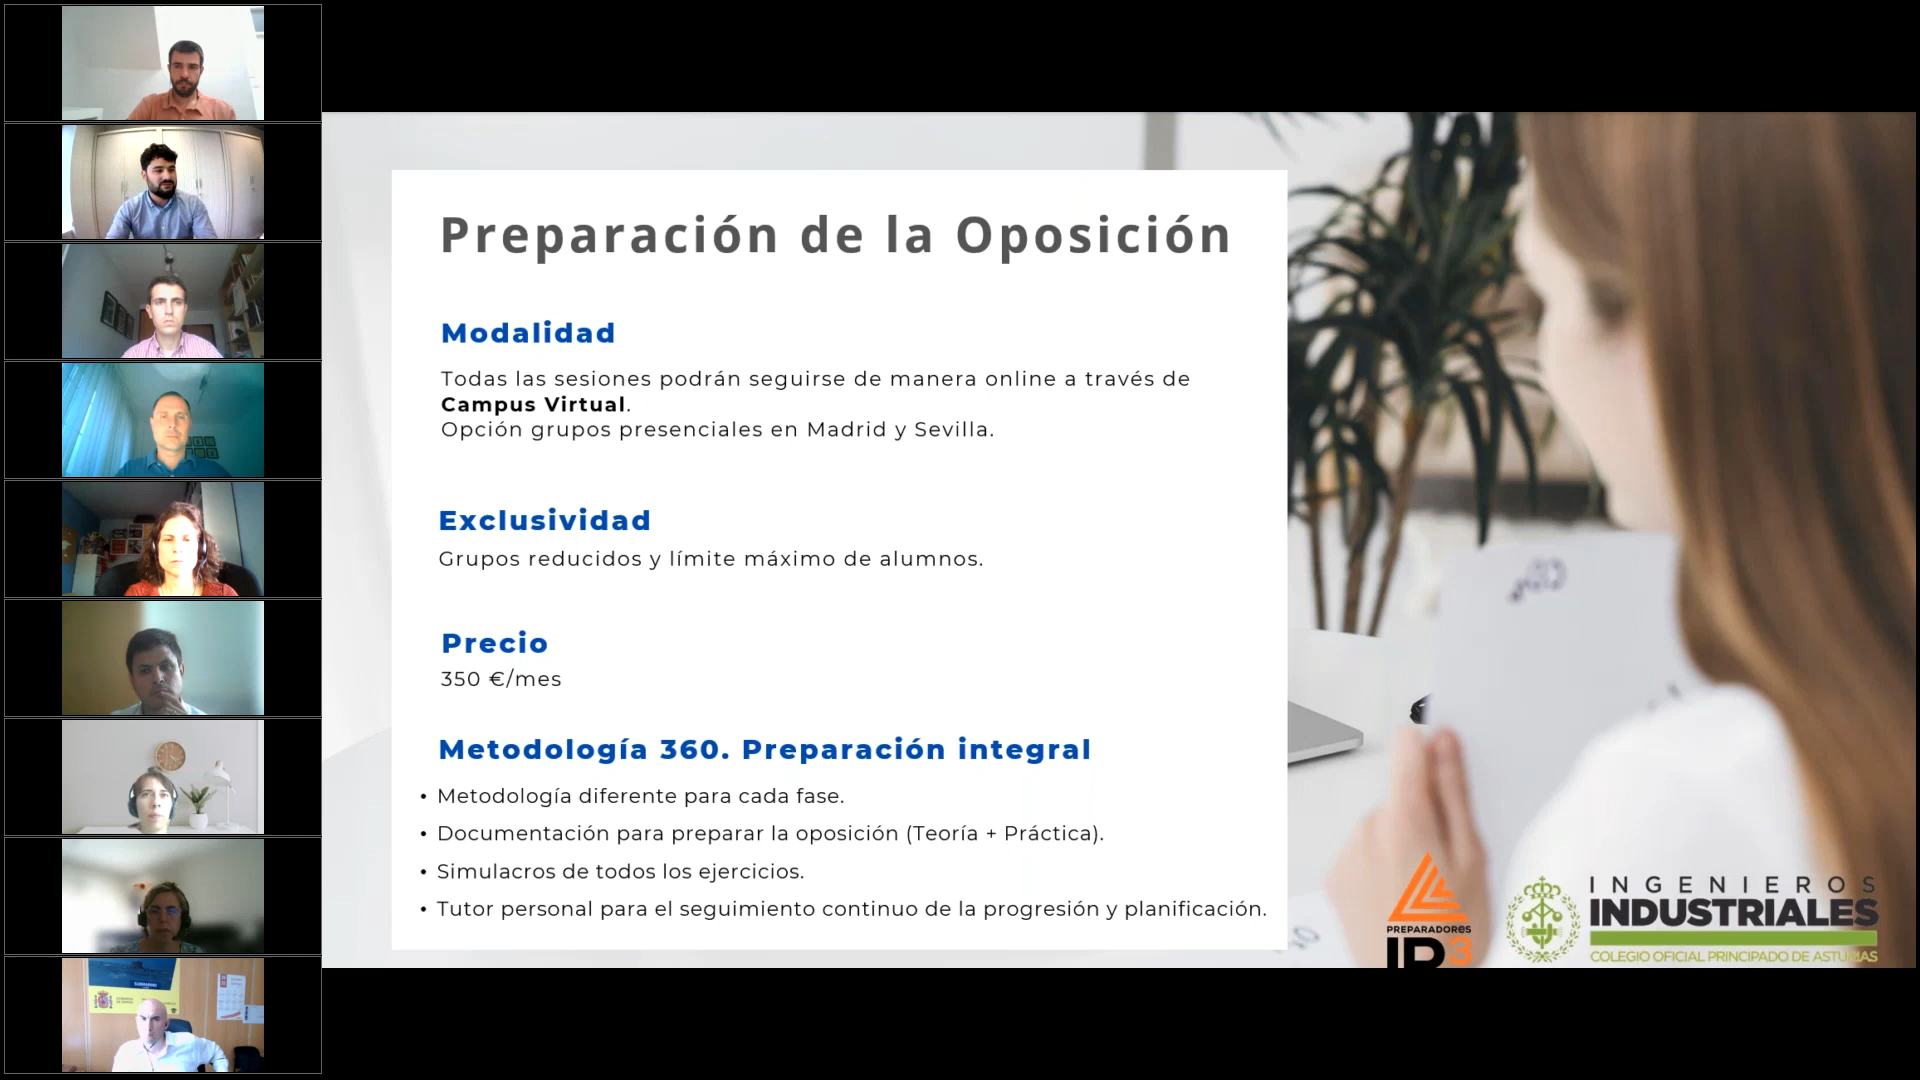 Preparación de la Oposición
Modalidad
Todas las sesiones podrán seguirse de manera online a través de
Campus Virtual.
Opción grupos presenciales en Madrid y Sevilla.
Exclusividad
Grupos reducidos y límite máximo de alumnos.
Precio
350 €/mes
Metodología 360. Preparación integral
• Metodología diferente para cada fase.
• Documentación para preparar la oposición (Teoría + Práctica).
• Simulacros de todos los ejercicios.
• Tutor personal para el seguimiento continuo de la progresión y planificación.
PREPARADORES
IP3
INGENIEROS
INDUSTRIALES
COLEGIO OFICIAL PRINCIPADO DE ASTURIAS